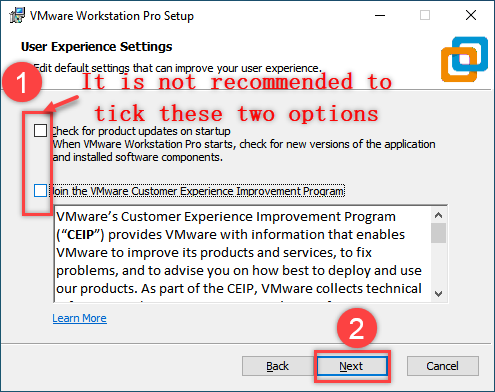 VMware Workstation Pro Setup
User Experience Settings
Edit default settings that can improve your user experience.
1
It is not recommended to
tick these two options
Check for product updates on startup
When VMware Workstation Pro starts, check for new versions of the application
and installed software components.
Join the VMware Customer Experience Improvement Program
VMware's Customer Experience Improvement Program
("CEIP") provides VMware with information that enables
VMware to improve its products and services, to fix
problems, and to advise you on how best to deploy and use
our products. As part of the CEIP, VMware collects technical
Learn More
2
Back
Next
Cancel